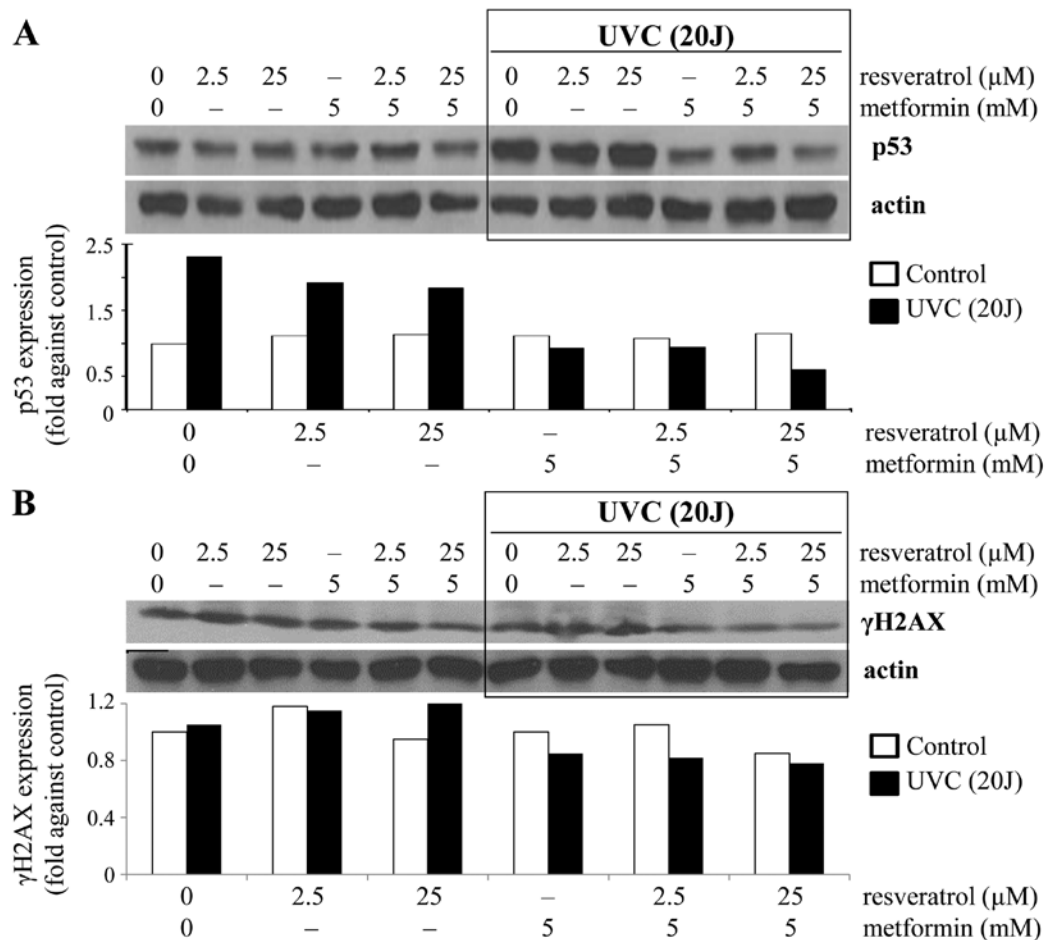 A
UVC (20J)
0 2.5 25 – 2.5 25 0 2.5 25 – 2.5 25 resveratrol (µM)
0 – – 5 5 5 0 – – 5 5 5 metformin (mM)
p53
actin
p53 expression
(fold against control)
2.5
1.5
0.5
0
Control
UVC (20J)
0 2.5 25 – 2.5 25 resveratrol (µM)
0 – – 5 5 5 metformin (mM)
B
UVC (20J)
0 2.5 25 – 2.5 25 0 2.5 25 – 2.5 25 resveratrol (µM)
0 – – 5 5 5 0 – – 5 5 5 metformin (mM)
γH2AX
actin
γH2AX expression
(fold against control)
1.2
0.8
0.4
0
Control
UVC (20J)
0 2.5 25 – 2.5 25 resveratrol (µM)
0 – – 5 5 5 metformin (mM)